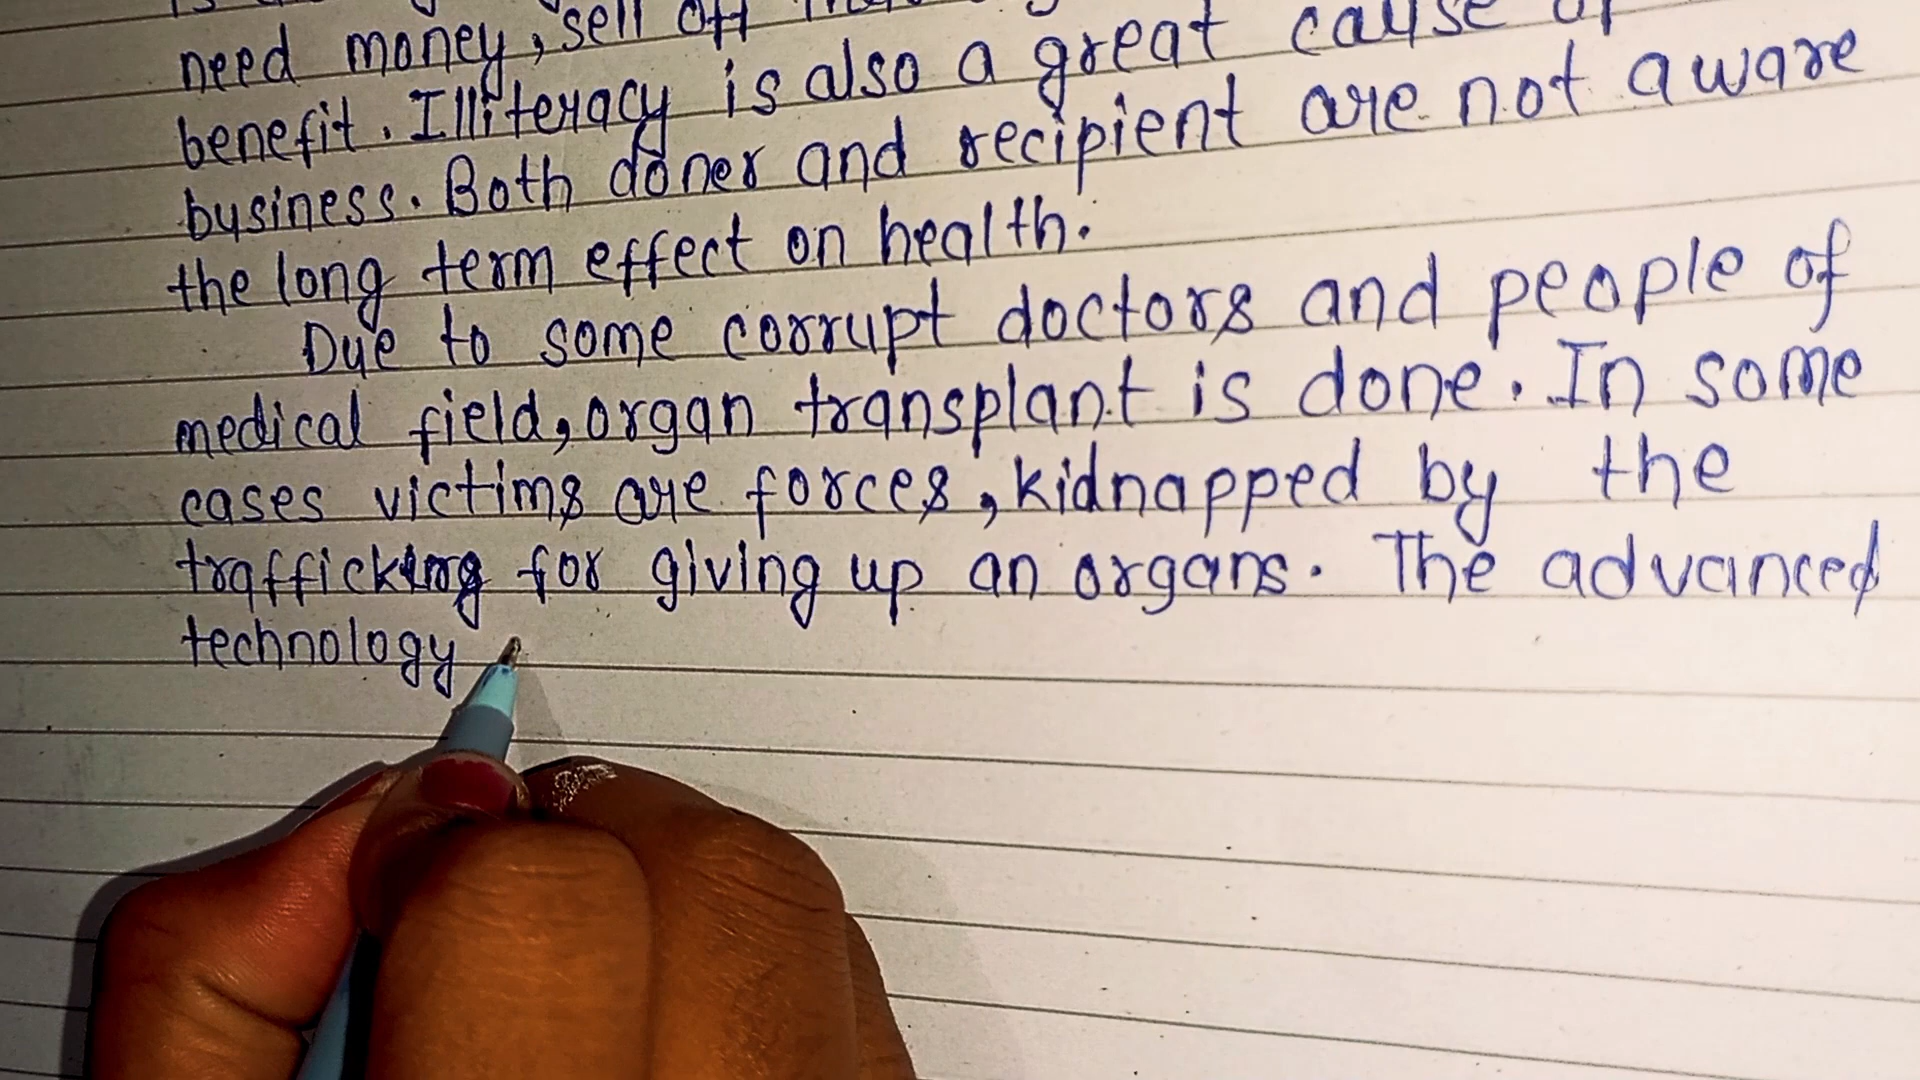 need money, sell off
benefit. Illiteracy is also a great cause of
business. Both doner and recipient are not aware
the long term effect on health.
Due to some corrupt doctors and people of
medical field, organ transplant is done. In some
cases victims are forces, kidnapped by the
trafficking for giving up an organs. The advanced
technology